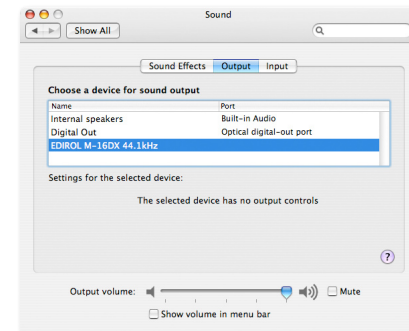 Sound
Show All
Sound Effects Output Input
Choose a device for sound output
Name Port
Internal speakers Built-in Audio
Digital Out Optical digital-out port
EDIROL M-16DX 44.1kHz
Settings for the selected device:
The selected device has no output controls
?
Output volume: Mute
Show volume in menu bar